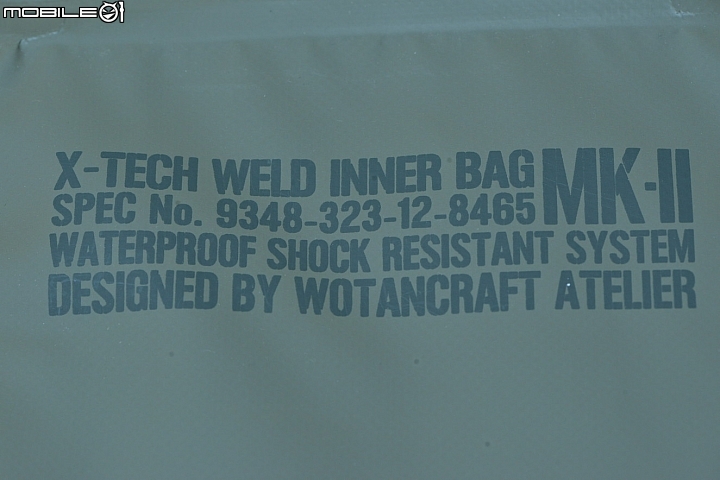 MOBILE01
X-TECH WELD INNER BAG MK-II
SPEC No. 9348-323-12-8465
WATERPROOF SHOCK RESISTANT SYSTEM
DESIGNED BY WOTANCRAFT ATELIER